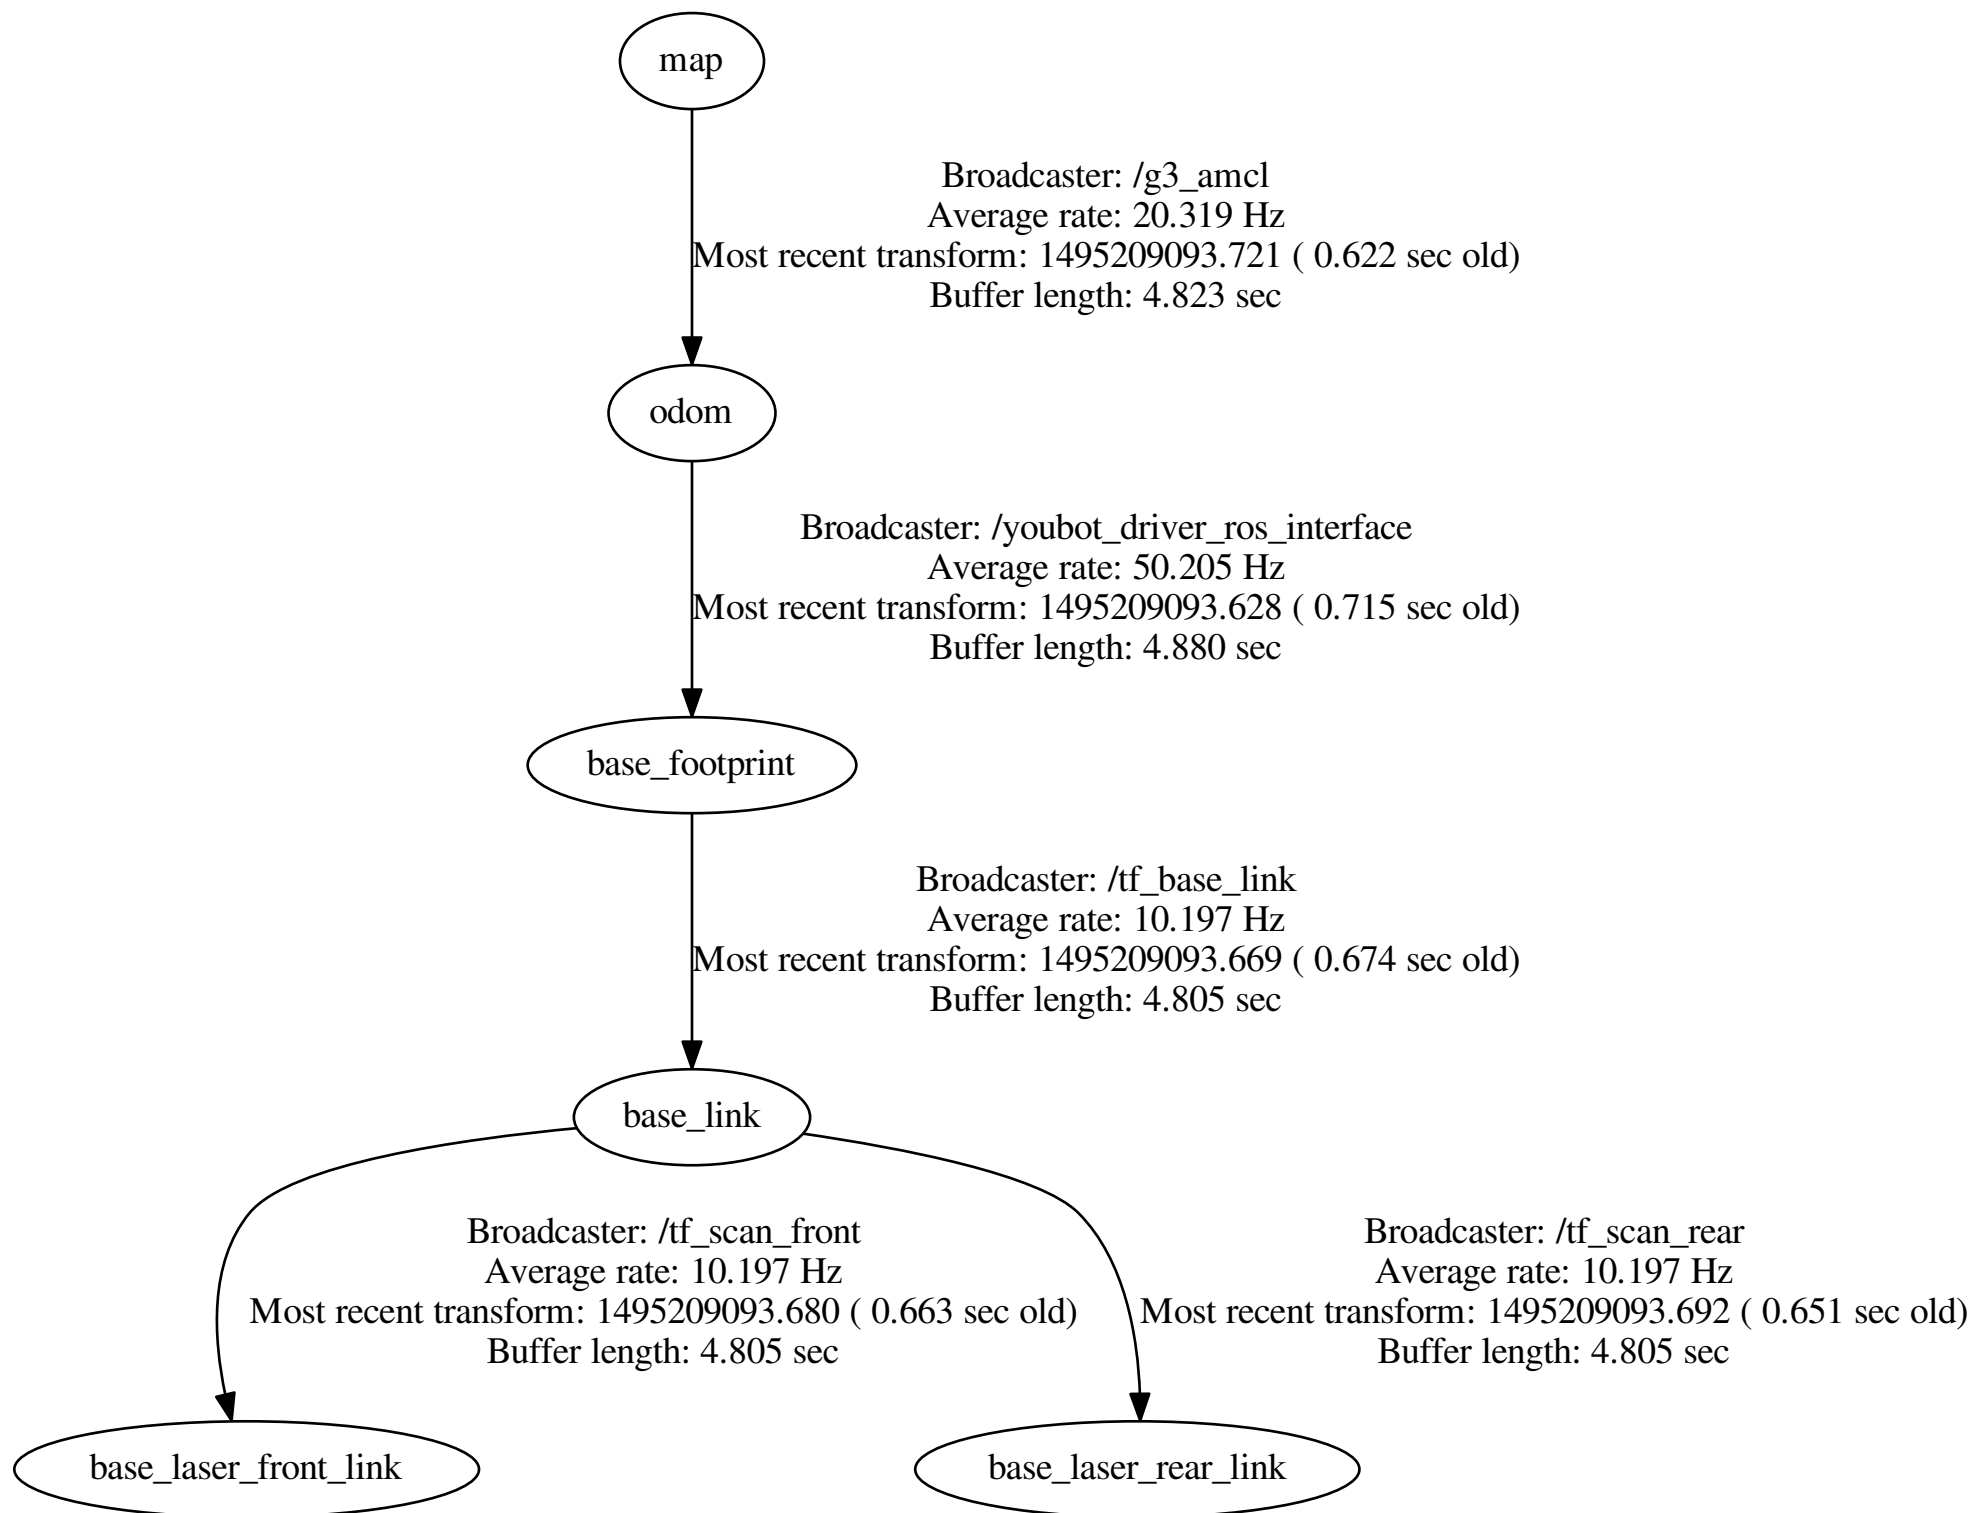 map
Broadcaster: /g3_amcl
Average rate: 20.319 Hz
Most recent transform: 1495209093.721 ( 0.622 sec old)
Buffer length: 4.823 sec
odom
Broadcaster: /youbot_driver_ros_interface
Average rate: 50.205 Hz
Most recent transform: 1495209093.628 ( 0.715 sec old)
Buffer length: 4.880 sec
base_footprint
Broadcaster: /tf_base_link
Average rate: 10.197 Hz
Most recent transform: 1495209093.669 ( 0.674 sec old)
Buffer length: 4.805 sec
base_link
Broadcaster: /tf_scan_front
Average rate: 10.197 Hz
Most recent transform: 1495209093.680 ( 0.663 sec old)
Buffer length: 4.805 sec
Broadcaster: /tf_scan_rear
Average rate: 10.197 Hz
Most recent transform: 1495209093.692 ( 0.651 sec old)
Buffer length: 4.805 sec
base_laser_front_link
base_laser_rear_link